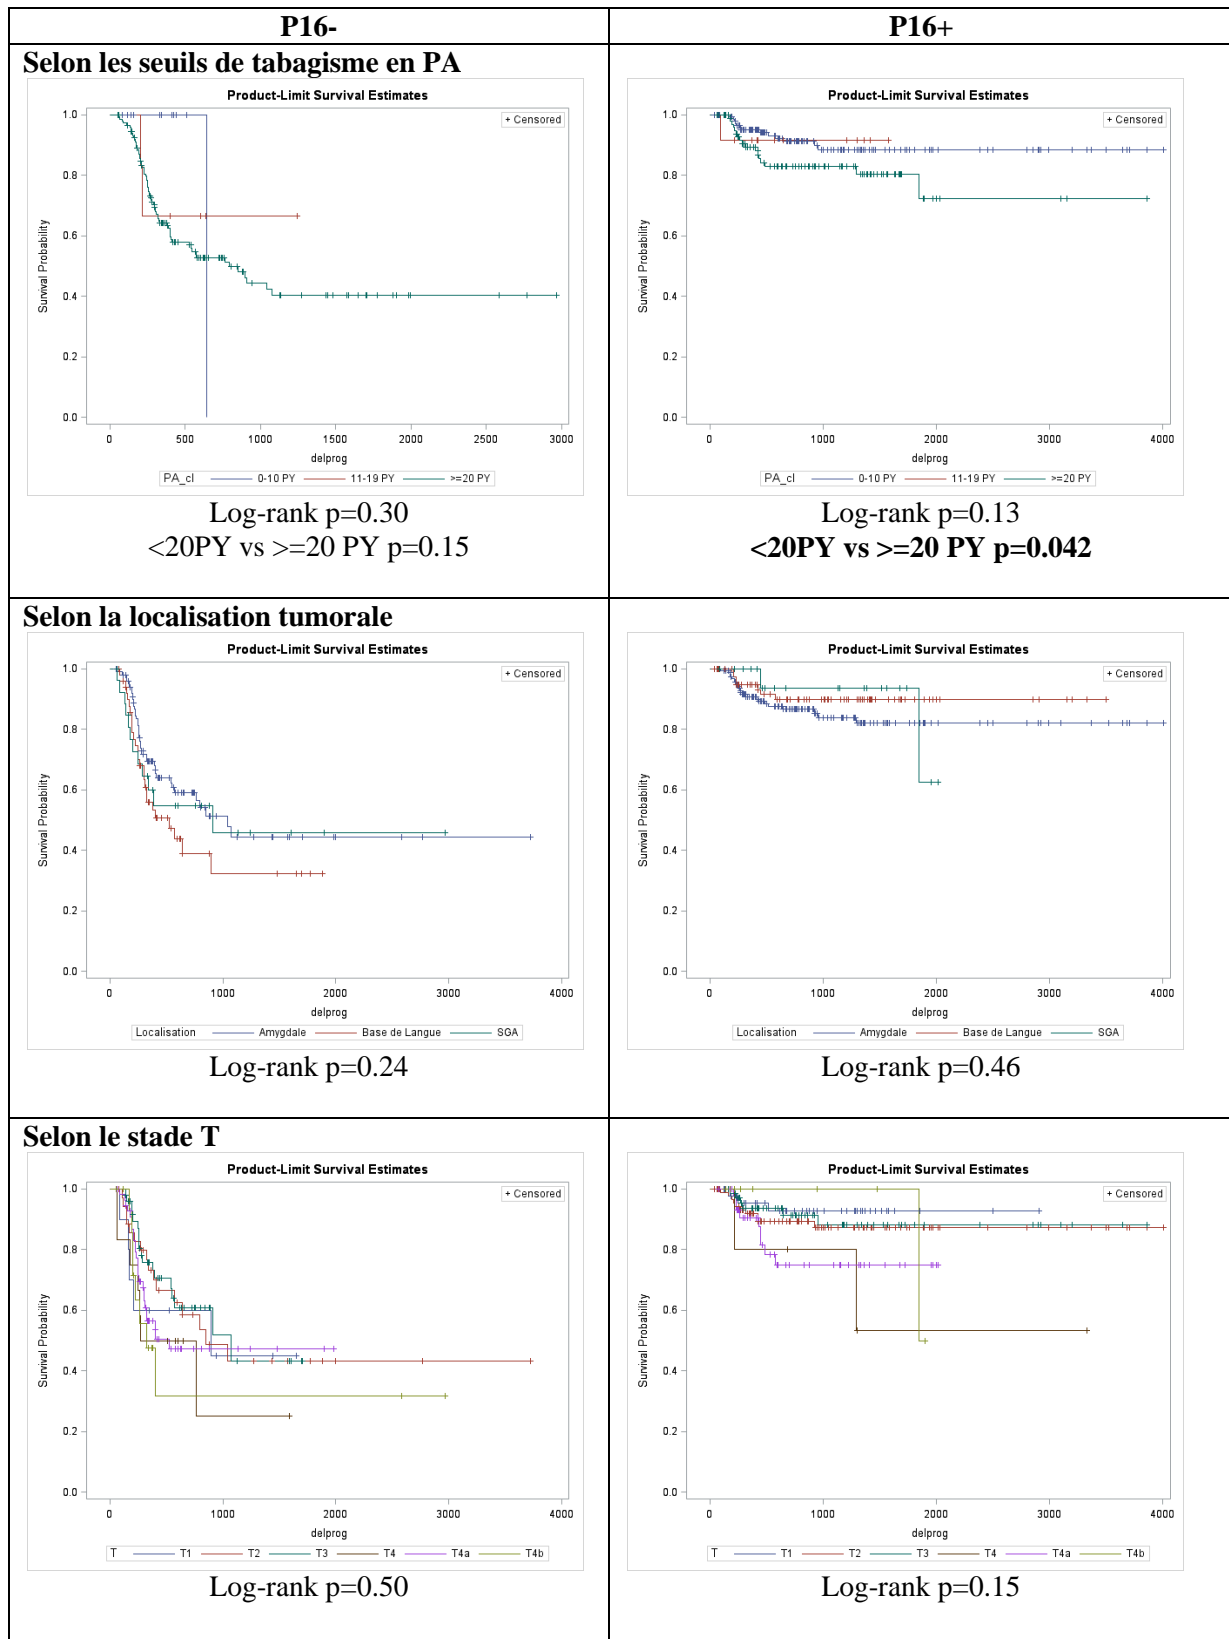 P16-
P16+
Selon les seuils de tabagisme en PA
Product-Limit Survival Estimates
+ Censored
1.0
0.8
0.6
0.4
0.2
0.0
Survival Probability
0 500 1000 1500 2000 2500 3000
delprog
PA_cl 0-10 PY 11-19 PY >=20 PY
Log-rank p=0.30
<20PY vs >=20 PY p=0.15
Product-Limit Survival Estimates
+ Censored
1.0
0.8
0.6
0.4
0.2
0.0
Survival Probability
0 1000 2000 3000 4000
delprog
PA_cl 0-10 PY 11-19 PY >=20 PY
Log-rank p=0.13
<20PY vs >=20 PY p=0.042
Selon la localisation tumorale
Product-Limit Survival Estimates
+ Censored
1.0
0.8
0.6
0.4
0.2
0.0
Survival Probability
0 1000 2000 3000 4000
delprog
Localisation Amygdale Base de Langue SGA
Log-rank p=0.24
Product-Limit Survival Estimates
+ Censored
1.0
0.8
0.6
0.4
0.2
0.0
Survival Probability
0 1000 2000 3000 4000
delprog
Localisation Amygdale Base de Langue SGA
Log-rank p=0.46
Selon le stade T
Product-Limit Survival Estimates
+ Censored
1.0
0.8
0.6
0.4
0.2
0.0
Survival Probability
0 1000 2000 3000 4000
delprog
T T1 T2 T3 T4 T4a T4b
Log-rank p=0.50
Product-Limit Survival Estimates
+ Censored
1.0
0.8
0.6
0.4
0.2
0.0
Survival Probability
0 1000 2000 3000 4000
delprog
T T1 T2 T3 T4 T4a T4b
Log-rank p=0.15